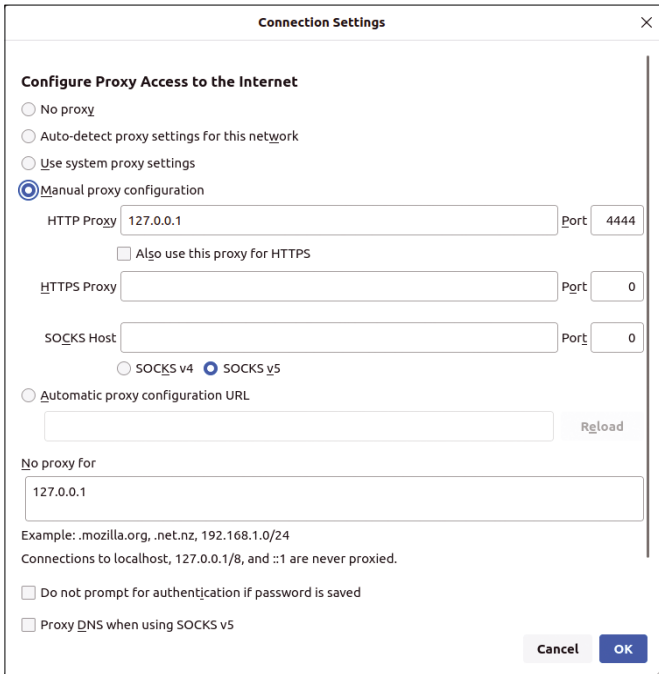 Connection Settings
Configure Proxy Access to the Internet
No proxy
Auto-detect proxy settings for this network
Use system proxy settings
Manual proxy configuration
HTTP Proxy 127.0.0.1 Port 4444
Also use this proxy for HTTPS
HTTPS Proxy Port 0
SOCKS Host Port 0
SOCKS v4 SOCKS v5
Automatic proxy configuration URL
Reload
No proxy for
127.0.0.1
Example: .mozilla.org, .net.nz, 192.168.1.0/24
Connections to localhost, 127.0.0.1/8, and ::1 are never proxied.
Do not prompt for authentication if password is saved
Proxy DNS when using SOCKS v5
Cancel OK